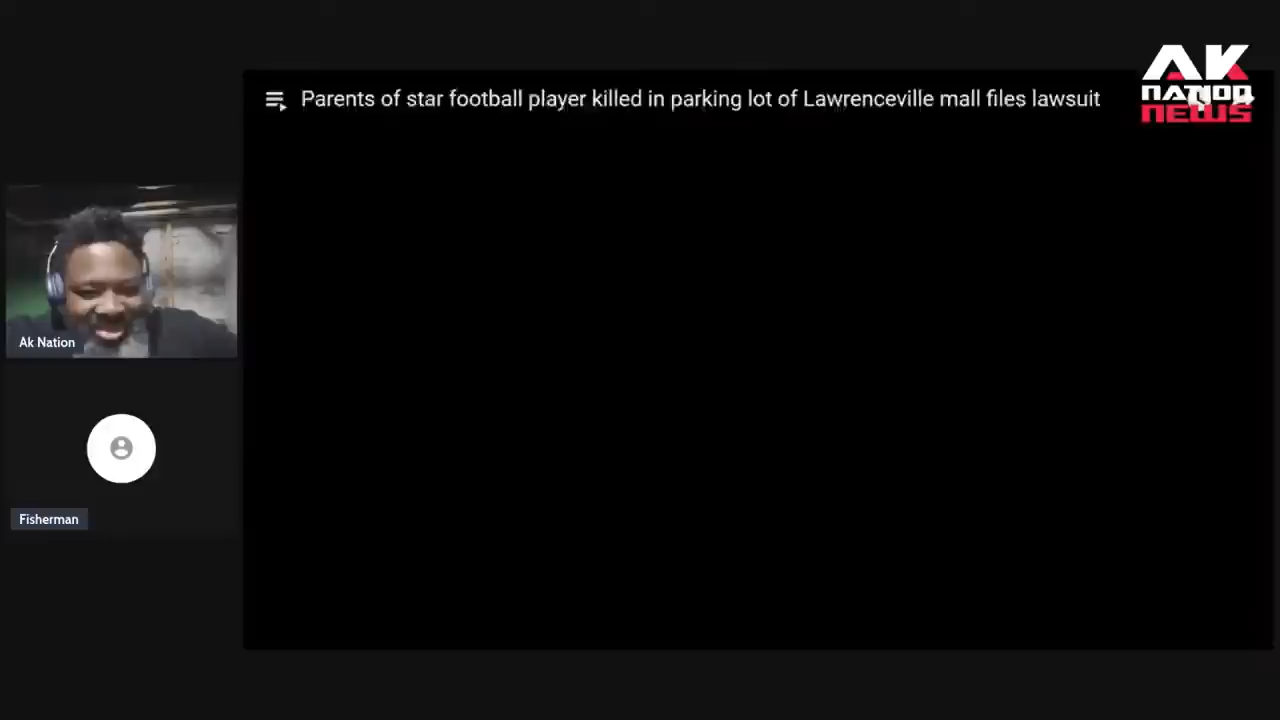 Parents of star football player killed in parking lot of Lawrenceville mall files lawsuit
AK
NATION
NEWS
Ak Nation
Fisherman